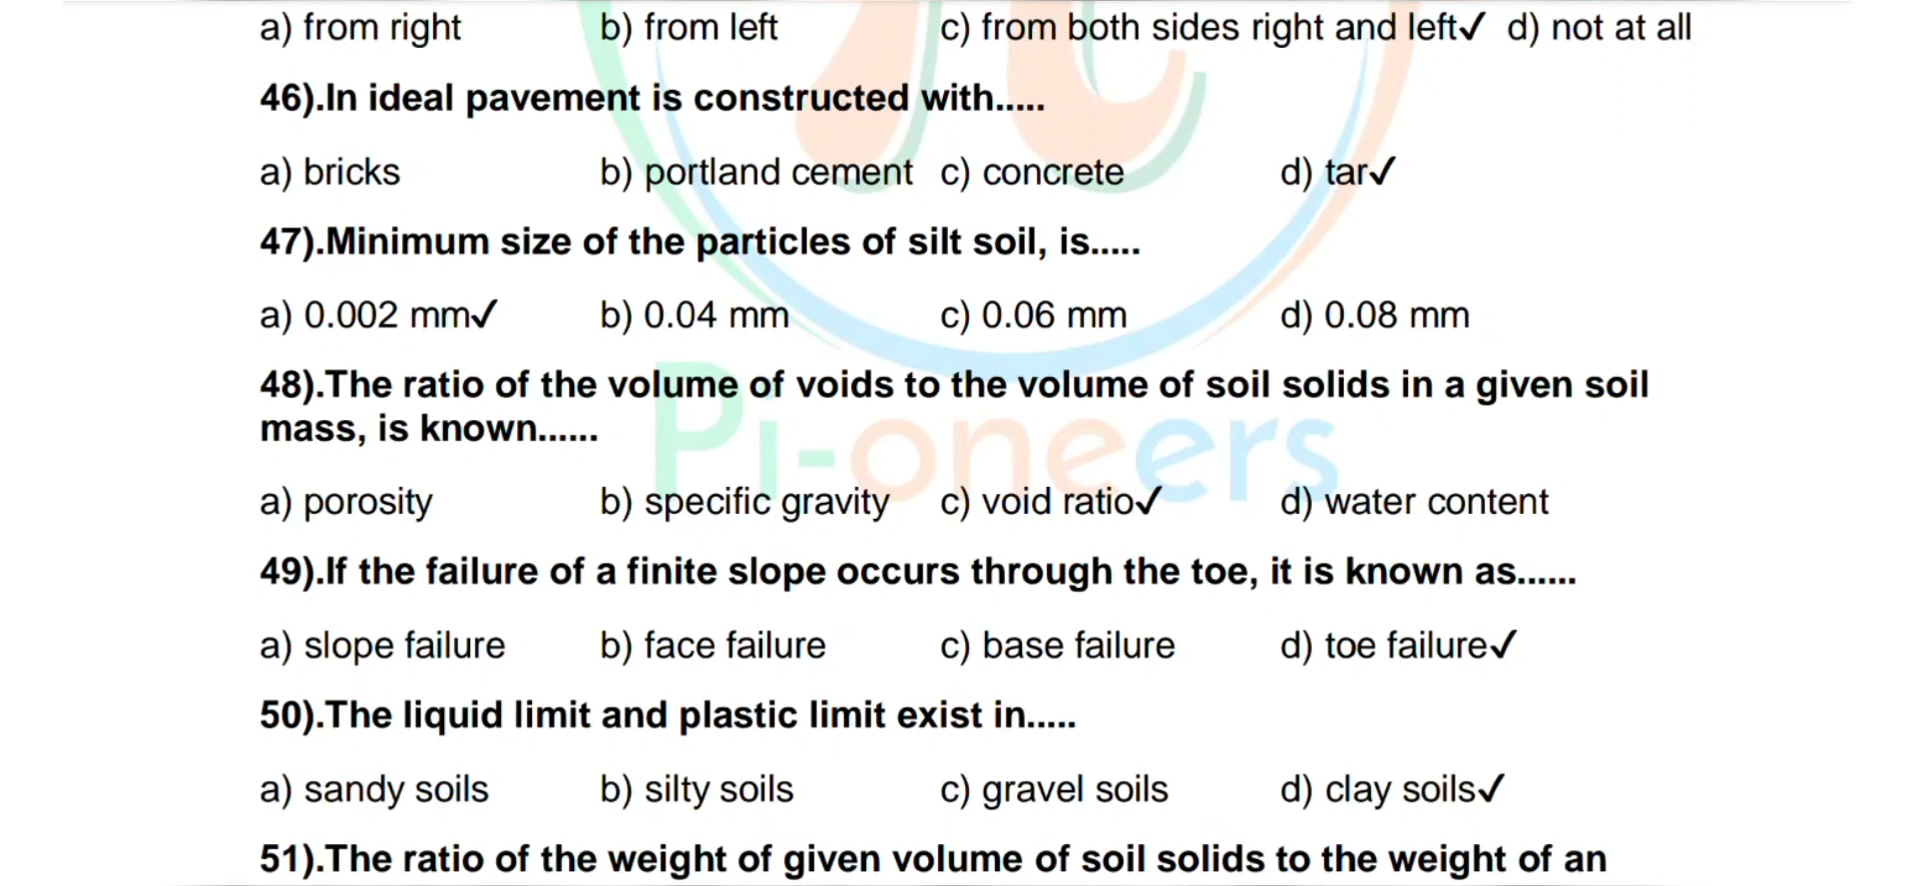 a) from right b) from left c) from both sides right and left✓ d) not at all
46).In ideal pavement is constructed with.....
a) bricks b) portland cement c) concrete d) tar✓
47).Minimum size of the particles of silt soil, is.....
a) 0.002 mm✓ b) 0.04 mm c) 0.06 mm d) 0.08 mm
48).The ratio of the volume of voids to the volume of soil solids in a given soil
mass, is known......
Pi-oneers
a) porosity b) specific gravity c) void ratio✓ d) water content
49).If the failure of a finite slope occurs through the toe, it is known as......
a) slope failure b) face failure c) base failure d) toe failure✓
50).The liquid limit and plastic limit exist in.....
a) sandy soils b) silty soils c) gravel soils d) clay soils✓
51).The ratio of the weight of given volume of soil solids to the weight of an